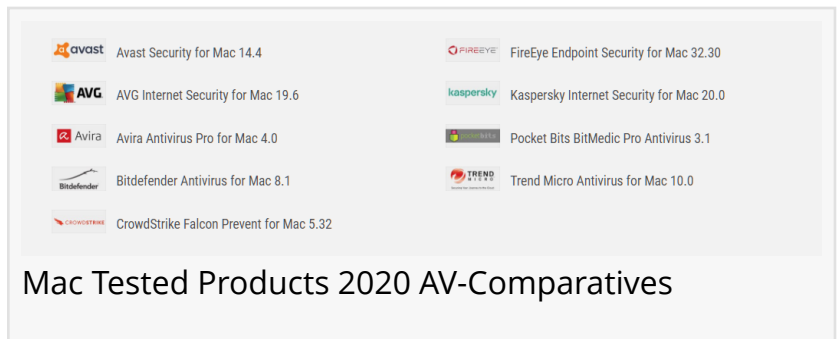 avast Avast Security for Mac 14.4
AVG Internet Security for Mac 19.6
AVG.
Avira Avira Antivirus Pro for Mac 4.0
Bitdefender Bitdefender Antivirus for Mac 8.1
CROWDSTRIKE CrowdStrike Falcon Prevent for Mac 5.32
FIREEYE FireEye Endpoint Security for Mac 32.30
kaspersky Kaspersky Internet Security for Mac 20.0
Pocket Bits BitMedic Pro Antivirus 3.1
TREND MICRO Trend Micro Antivirus for Mac 10.0
Mac Tested Products 2020 AV-Comparatives